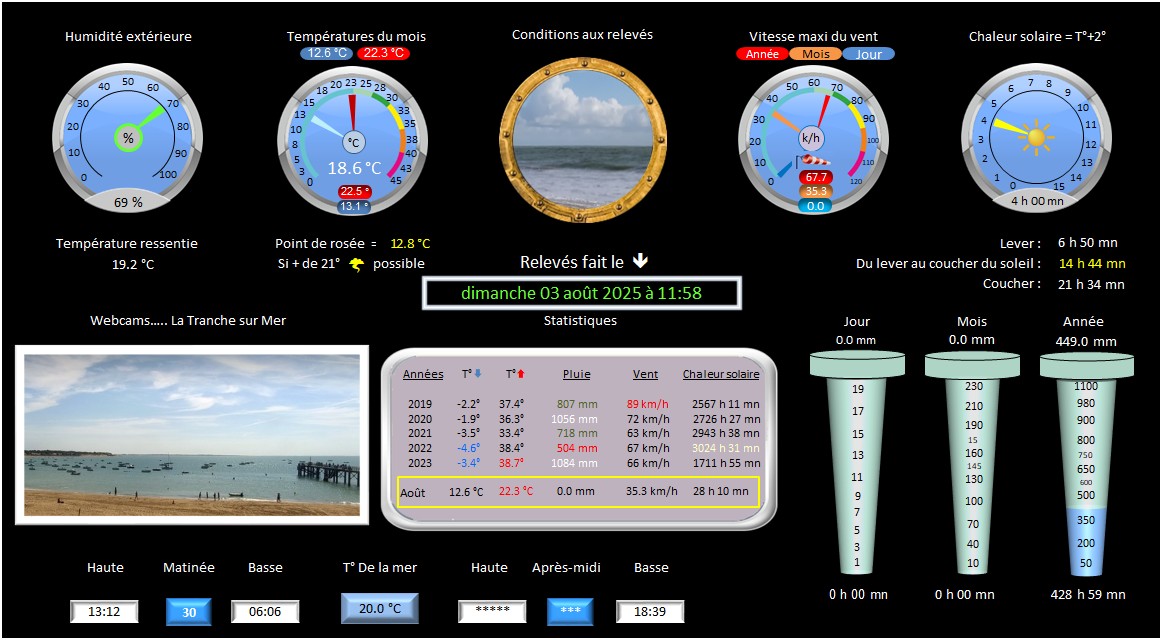 Humidité extérieure
Températures du mois
12.6 °C 22.3 °C
Conditions aux relevés
Vitesse maxi du vent
Année Mois Jour
Chaleur solaire = T°+2°
0 10 20 30 40 50 60 70 80 90 100
%
69 %
0 3 5 8 10 13 15 18 20 23 25 28 30 33 35 38 40 43 45
°C
18.6 °C
22.5 °
13.1 °
0 10 20 30 40 50 60 70 80 90 100 110 120
k/h
67.7
35.3
0.0
0 1 2 3 4 5 6 7 8 9 10 11 12 13 14 15
4 h 00 mn
Température ressentie
19.2 °C
Point de rosée = 12.8 °C
Si + de 21° possible
Relevés fait le
dimanche 03 août 2025 à 11:58
Lever : 6 h 50 mn
Du lever au coucher du soleil : 14 h 44 mn
Coucher : 21 h 34 mn
Webcams..... La Tranche sur Mer
Statistiques
Années T° T° Pluie Vent Chaleur solaire
2019 -2.2° 37.4° 807 mm 89 km/h 2567 h 11 mn
2020 -1.9° 36.3° 1056 mm 72 km/h 2726 h 27 mn
2021 -3.5° 33.4° 718 mm 63 km/h 2943 h 38 mn
2022 -4.6° 38.4° 504 mm 67 km/h 3024 h 31 mn
2023 -3.4° 38.7° 1084 mm 66 km/h 1711 h 55 mn
Août 12.6 °C 22.3 °C 0.0 mm 35.3 km/h 28 h 10 mn
Jour
0.0 mm
19
17
15
13
11
9
7
5
3
1
0 h 00 mn
Mois
0.0 mm
230
210
190
15
160
145
130
100
70
40
10
0 h 00 mn
Année
449.0 mm
1100
980
900
800
750
650
600
500
350
200
50
428 h 59 mn
Haute Matinée Basse T° De la mer Haute Après-midi Basse
13:12 30 06:06 20.0 °C ***** *** 18:39